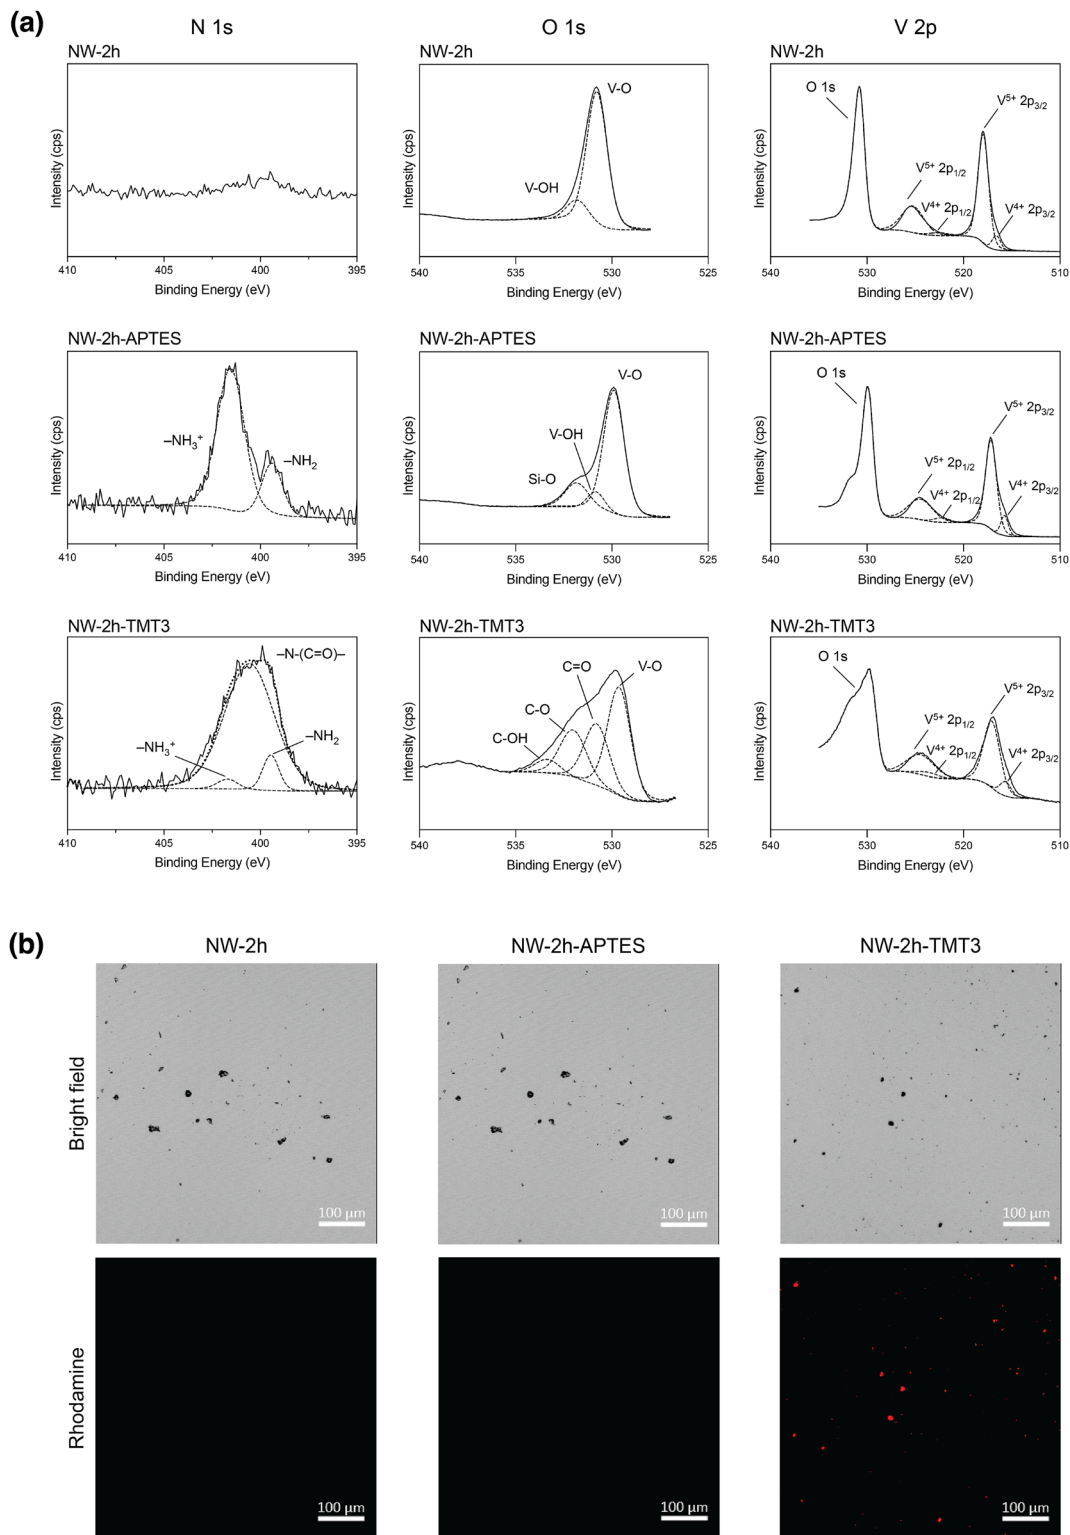 (a)
N 1s
O 1s
V 2p
NW-2h
NW-2h
NW-2h
Intensity (cps)
410
405
400
395
Binding Energy (eV)
Intensity (cps)
V-O
V-OH
540
535
530
525
Binding Energy (eV)
Intensity (cps)
O 1s
V⁵⁺ 2p₃/₂
V⁵⁺ 2p₁/₂
V⁴⁺ 2p₁/₂
V⁴⁺ 2p₃/₂
540
530
520
510
Binding Energy (eV)
NW-2h-APTES
NW-2h-APTES
NW-2h-APTES
Intensity (cps)
–NH₃⁺
–NH₂
410
405
400
395
Binding Energy (eV)
Intensity (cps)
V-O
V-OH
Si-O
540
535
530
525
Binding Energy (eV)
Intensity (cps)
O 1s
V⁵⁺ 2p₃/₂
V⁵⁺ 2p₁/₂
V⁴⁺ 2p₁/₂
V⁴⁺ 2p₃/₂
540
530
520
510
Binding Energy (eV)
NW-2h-TMT3
NW-2h-TMT3
NW-2h-TMT3
Intensity (cps)
–N-(C=O)–
–NH₃⁺
–NH₂
410
405
400
395
Binding Energy (eV)
Intensity (cps)
C=O
V-O
C-O
C-OH
540
535
530
525
Binding Energy (eV)
Intensity (cps)
O 1s
V⁵⁺ 2p₃/₂
V⁵⁺ 2p₁/₂
V⁴⁺ 2p₁/₂
V⁴⁺ 2p₃/₂
540
530
520
510
Binding Energy (eV)
(b)
NW-2h
NW-2h-APTES
NW-2h-TMT3
Bright field
100 µm
100 µm
100 µm
Rhodamine
100 µm
100 µm
100 µm